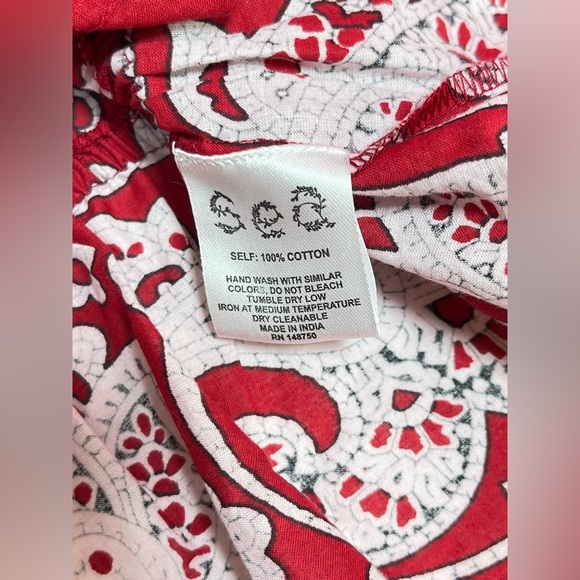 Sea
SELF: 100% COTTON
HAND WASH WITH SIMILAR
COLORS, DO NOT BLEACH
TUMBLE DRY LOW
IRON AT MEDIUM TEMPERATURE
DRY CLEANABLE
MADE IN INDIA
RN 148750